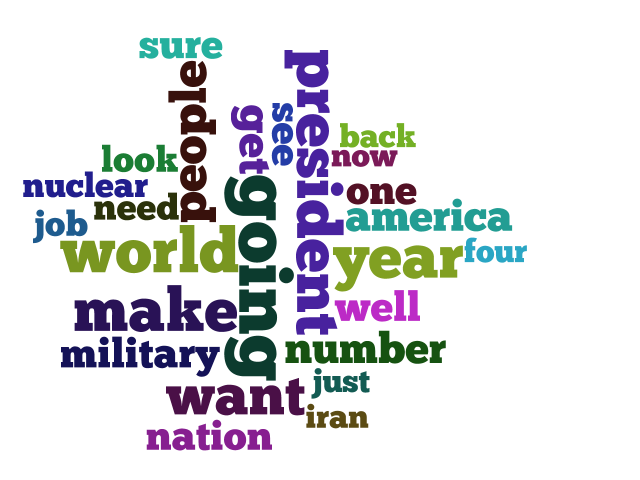 sure
people
president
get
see
back
now
look
nuclear
need
one
job
america
going
world
year
four
make
well
military
number
want
just
iran
nation